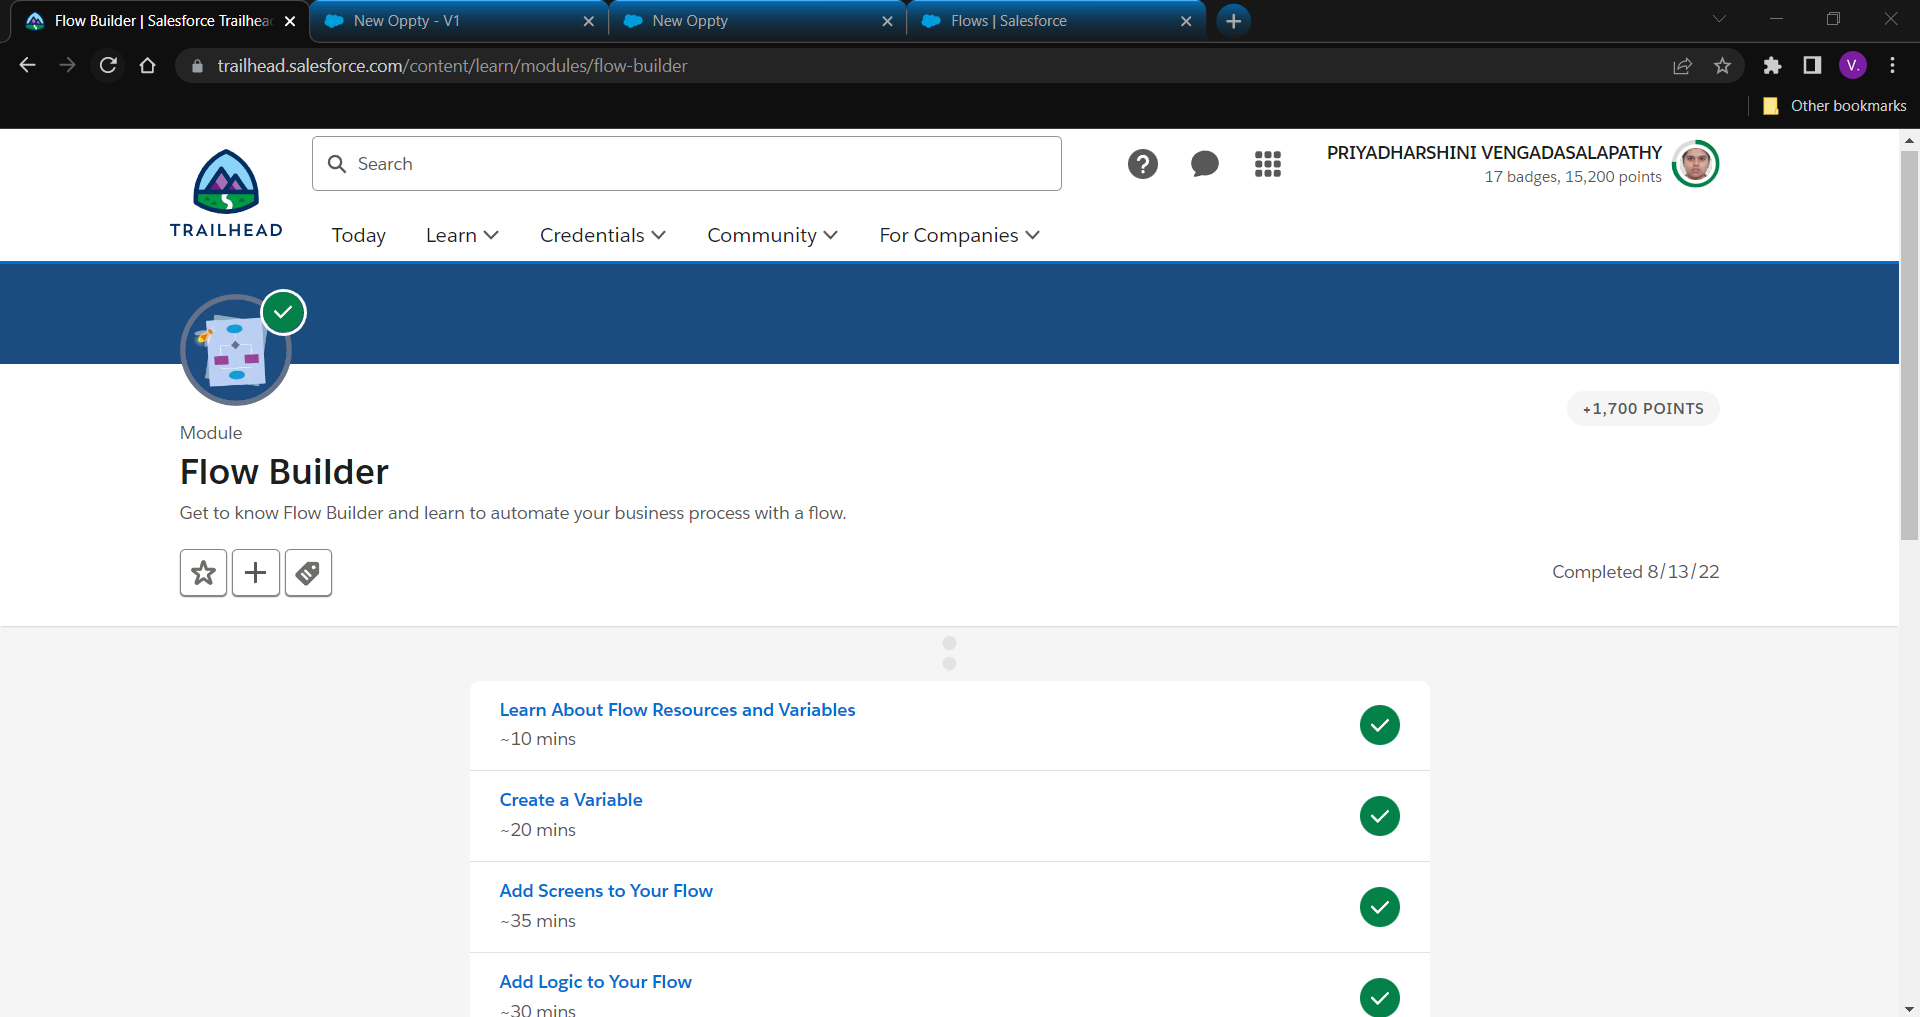 Flow Builder | Salesforce Trailhead
New Oppty - V1
New Oppty
Flows | Salesforce
trailhead.salesforce.com/content/learn/modules/flow-builder
V.
Other bookmarks
Search
PRIYADHARSHINI VENGADASALAPATHY
17 badges, 15,200 points
TRAILHEAD
Today
Learn
Credentials
Community
For Companies
+1,700 POINTS
Module
Flow Builder
Get to know Flow Builder and learn to automate your business process with a flow.
Completed 8/13/22
Learn About Flow Resources and Variables
~10 mins
Create a Variable
~20 mins
Add Screens to Your Flow
~35 mins
Add Logic to Your Flow
~30 mins